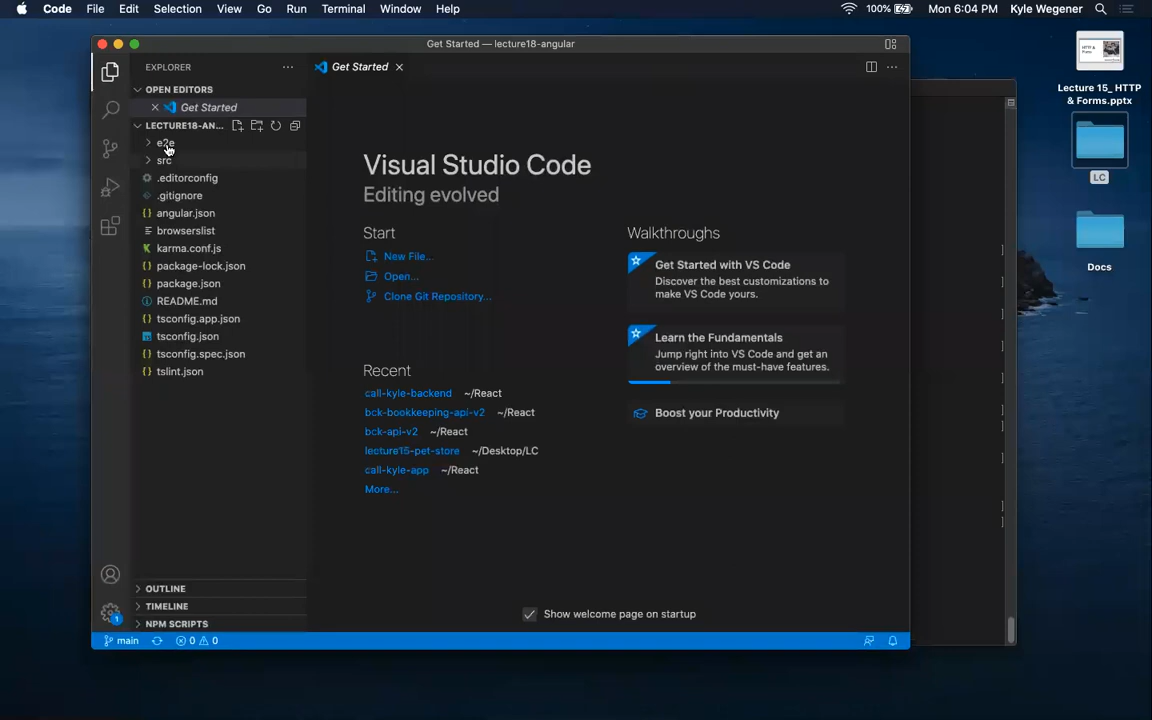 Code File Edit Selection View Go Run Terminal Window Help 100% Mon 6:04 PM Kyle Wegener
Get Started — lecture18-angular
EXPLORER
Get Started
OPEN EDITORS
Get Started
LECTURE18-AN...
e2e
src
.editorconfig
.gitignore
angular.json
browserslist
karma.conf.js
package-lock.json
package.json
README.md
tsconfig.app.json
tsconfig.json
tsconfig.spec.json
tslint.json
OUTLINE
TIMELINE
NPM SCRIPTS
1
main 0 0
Visual Studio Code
Editing evolved
Start
New File...
Open...
Clone Git Repository...
Recent
call-kyle-backend ~/React
bck-bookkeeping-api-v2 ~/React
bck-api-v2 ~/React
lecture15-pet-store ~/Desktop/LC
call-kyle-app ~/React
More...
Walkthroughs
Get Started with VS Code
Discover the best customizations to
make VS Code yours.
Learn the Fundamentals
Jump right into VS Code and get an
overview of the must-have features.
Boost your Productivity
Show welcome page on startup
HTTP &
Forms
Lecture 15_ HTTP
& Forms.pptx
LC
Docs